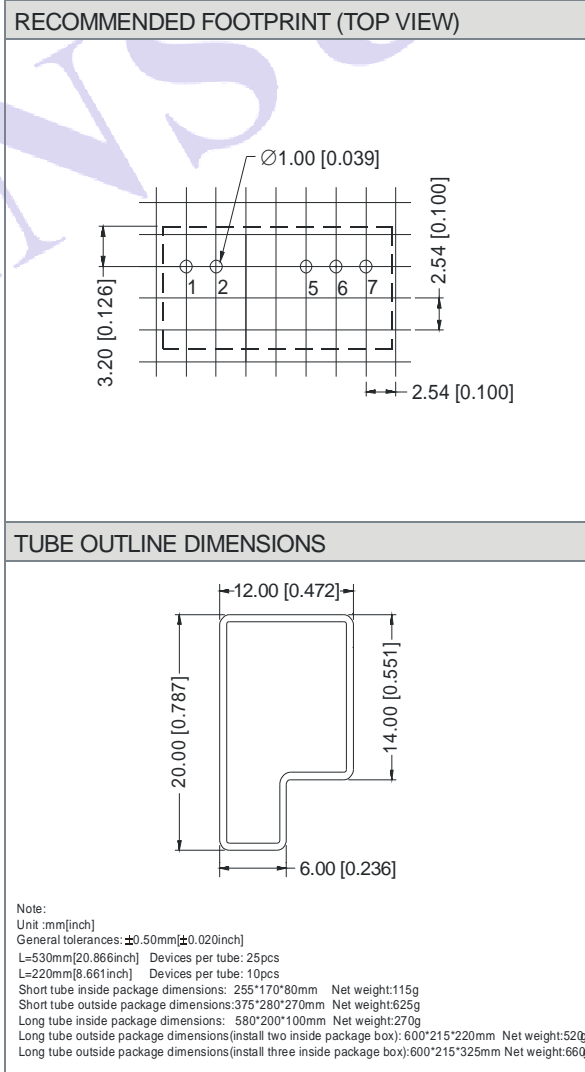 RECOMMENDED FOOTPRINT (TOP VIEW)
Ø1.00 [0.039]
1 2 5 6 7
3.20 [0.126]
2.54 [0.100]
2.54 [0.100]
TUBE OUTLINE DIMENSIONS
12.00 [0.472]
20.00 [0.787]
14.00 [0.551]
6.00 [0.236]
Note:
Unit :mm[inch]
General tolerances: ±0.50mm[±0.020inch]
L=530mm[20.866inch] Devices per tube: 25pcs
L=220mm[8.661inch] Devices per tube: 10pcs
Short tube inside package dimensions: 255*170*80mm Net weight:115g
Short tube outside package dimensions:375*280*270mm Net weight:625g
Long tube inside package dimensions: 580*200*100mm Net weight:270g
Long tube outside package dimensions(install two inside package box): 600*215*220mm Net weight:520g
Long tube outside package dimensions(install three inside package box):600*215*325mm Net weight:660g